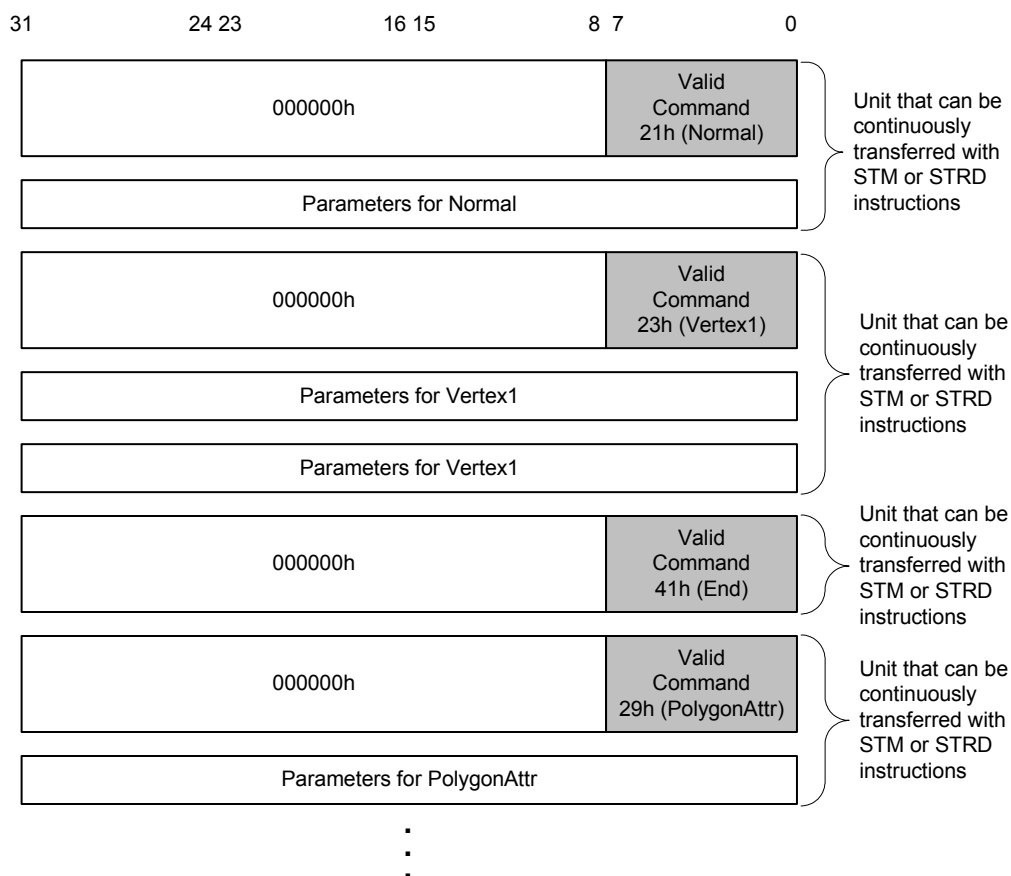 31 24 23 16 15 8 7 0
000000h
Valid
Command
21h (Normal)
Parameters for Normal
Unit that can be
continuously
transferred with
STM or STRD
instructions
000000h
Valid
Command
23h (Vertex1)
Parameters for Vertex1
Parameters for Vertex1
Unit that can be
continuously
transferred with
STM or STRD
instructions
000000h
Valid
Command
41h (End)
Unit that can be
continuously
transferred with
STM or STRD
instructions
000000h
Valid
Command
29h (PolygonAttr)
Parameters for PolygonAttr
Unit that can be
continuously
transferred with
STM or STRD
instructions